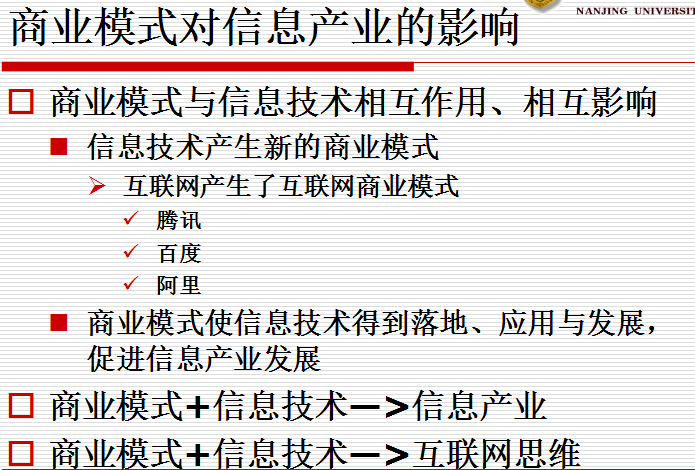 NANJING UNIVERSIT
商业模式对信息产业的影响
商业模式与信息技术相互作用、相互影响
信息技术产生新的商业模式
互联网产生了互联网商业模式
腾讯
百度
阿里
商业模式使信息技术得到落地、应用与发展，
促进信息产业发展
商业模式+信息技术—>信息产业
商业模式+信息技术—>互联网思维